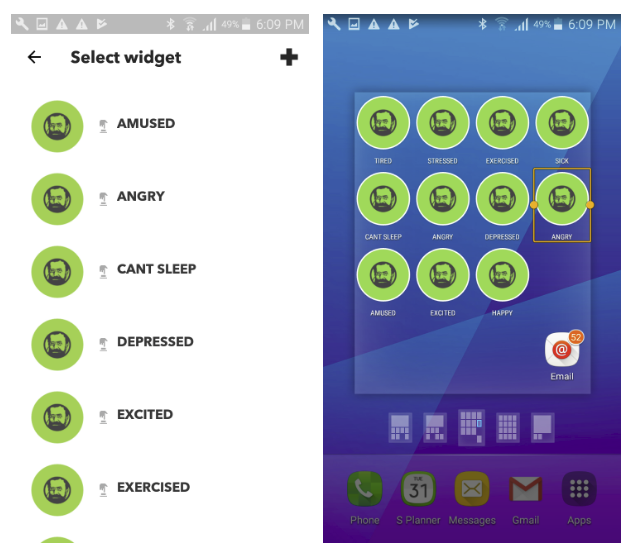 49% 6:09 PM
Select widget
AMUSED
ANGRY
CANT SLEEP
DEPRESSED
EXCITED
EXERCISED
49% 6:09 PM
TIRED STRESSED EXERCISED SICK
CANT SLEEP ANGRY DEPRESSED ANGRY
AMUSED EXCITED HAPPY
52
@
Email
31
Phone S Planner Messages Gmail Apps